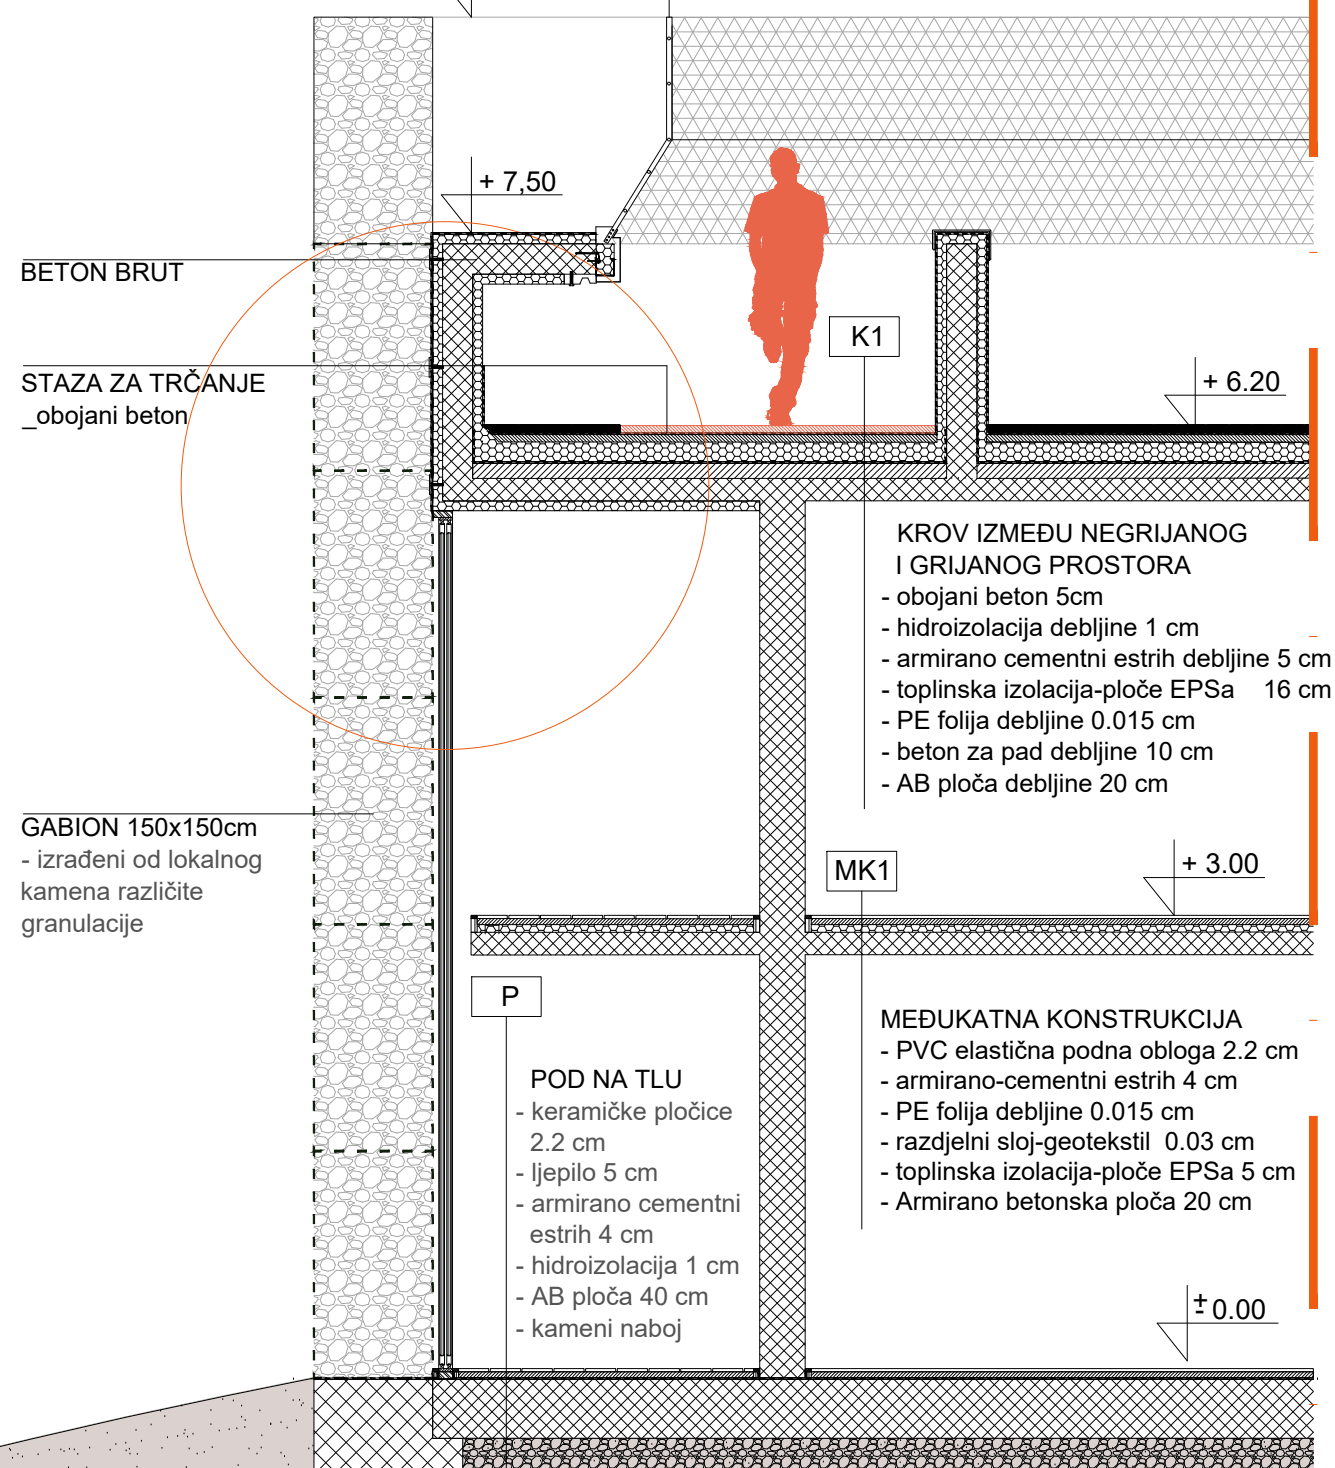 + 7,50
BETON BRUT
K1
STAZA ZA TRČANJE
_obojani beton
+ 6.20
KROV IZMEĐU NEGRIJANOG
I GRIJANOG PROSTORA
- obojani beton 5cm
- hidroizolacija debljine 1 cm
- armirano cementni estrih debljine 5 cm
- toplinska izolacija-ploče EPSa 16 cm
- PE folija debljine 0.015 cm
- beton za pad debljine 10 cm
- AB ploča debljine 20 cm
GABION 150x150cm
- izrađeni od lokalnog
kamena različite
granulacije
MK1
+ 3.00
P
POD NA TLU
- keramičke pločice
2.2 cm
- ljepilo 5 cm
- armirano cementni
estrih 4 cm
- hidroizolacija 1 cm
- AB ploča 40 cm
- kameni naboj
MEĐUKATNA KONSTRUKCIJA
- PVC elastična podna obloga 2.2 cm
- armirano-cementni estrih 4 cm
- PE folija debljine 0.015 cm
- razdjelni sloj-geotekstil 0.03 cm
- toplinska izolacija-ploče EPSa 5 cm
- Armirano betonska ploča 20 cm
± 0.00